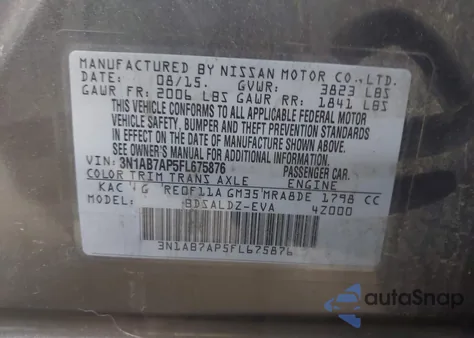 MANUFACTURED BY NISSAN MOTOR CO., LTD.
DATE: 08/15. GVWR: 3823 LBS
GAWR FR: 2006 LBS GAWR RR: 1841 LBS
THIS VEHICLE CONFORMS TO ALL APPLICABLE FEDERAL MOTOR
VEHICLE SAFETY, BUMPER AND THEFT PREVENTION STANDARDS
IN EFFECT ON THE DATE OF MANUFACTURE SHOWN ABOVE.
SEE OWNER'S MANUAL FOR ADDITIONAL INFORMATION.
VIN: 3N1AB7AP5FL675876 PASSENGER CAR.
COLOR TRIM TRANS AXLE ENGINE
KAC G RE0F11A GM35 MRA8DE 1798 CC
MODEL: BDSALDZ-EVA 4Z000
3N1AB7AP5FL675876
autoSnap